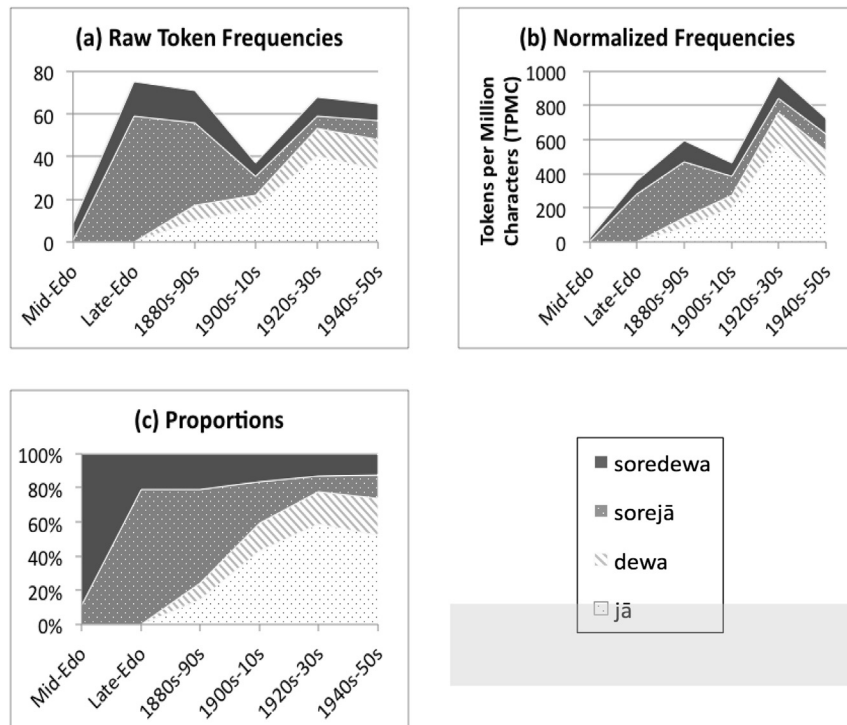 (a) Raw Token Frequencies
80
60
40
20
0
Mid-Edo
Late-Edo
1880s-90s
1900s-10s
1920s-30s
1940s-50s
(b) Normalized Frequencies
Tokens per Million
Characters (TPMC)
1000
800
600
400
200
0
Mid-Edo
Late-Edo
1880s-90s
1900s-10s
1920s-30s
1940s-50s
(c) Proportions
100%
80%
60%
40%
20%
0%
Mid-Edo
Late-Edo
1880s-90s
1900s-10s
1920s-30s
1940s-50s
soredewa
sorejā
dewa
jā